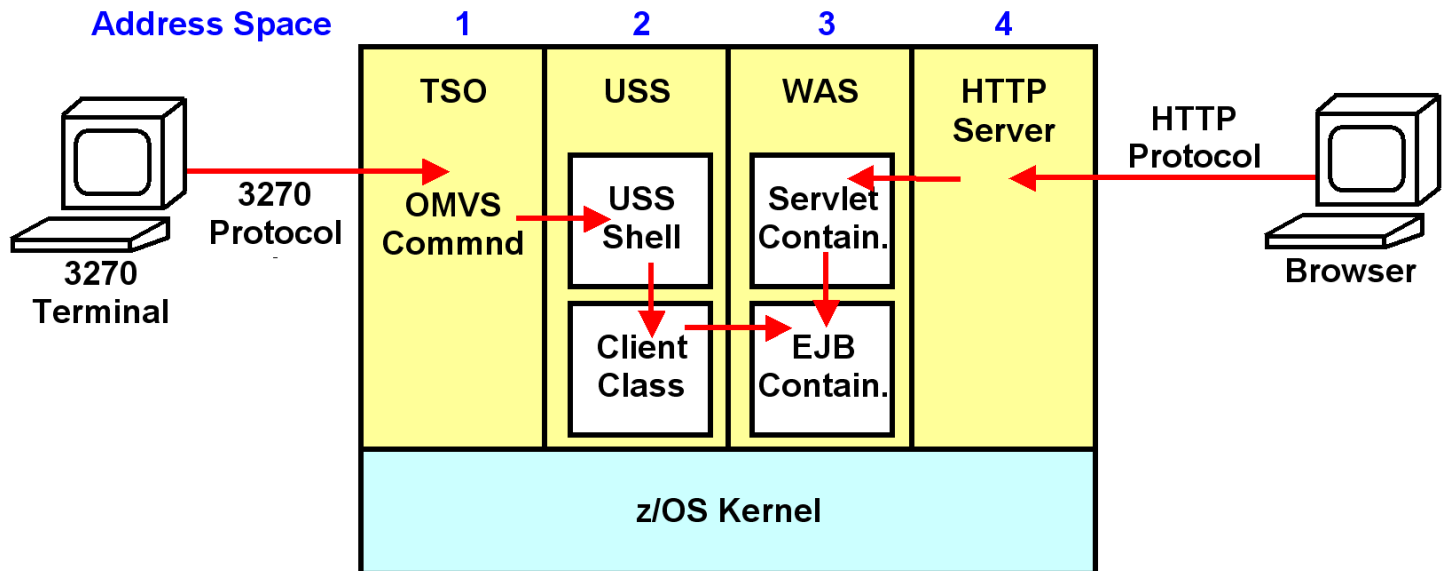 Address Space 1 2 3 4
TSO
USS
WAS
HTTP
Server
3270
Protocol
3270
Terminal
OMVS
Commnd
USS
Shell
Client
Class
Servlet
Contain.
EJB
Contain.
HTTP
Protocol
Browser
z/OS Kernel